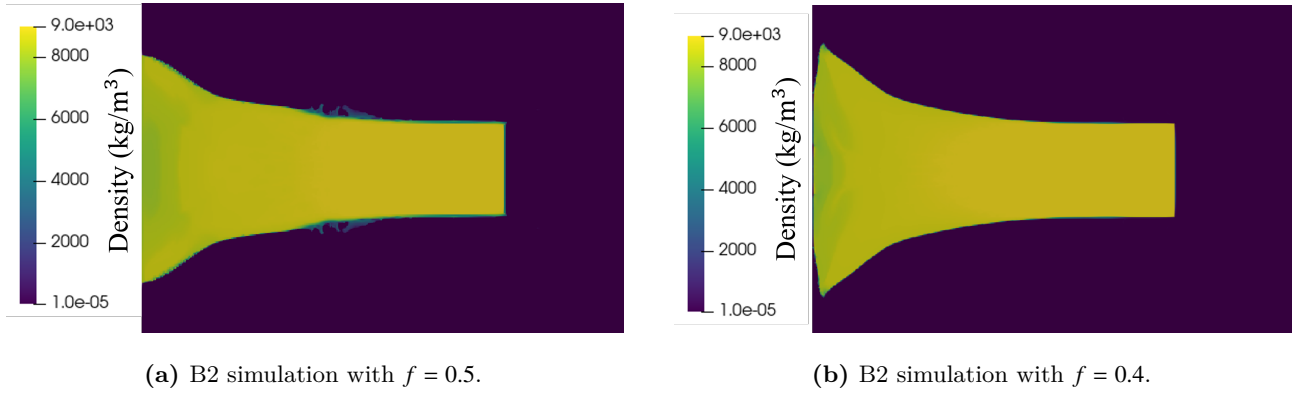 9.0e+03
8000
6000
4000
2000
1.0e-05
Density (kg/m³)
9.0e+03
8000
6000
4000
2000
1.0e-05
Density (kg/m³)
(a) B2 simulation with f = 0.5.
(b) B2 simulation with f = 0.4.